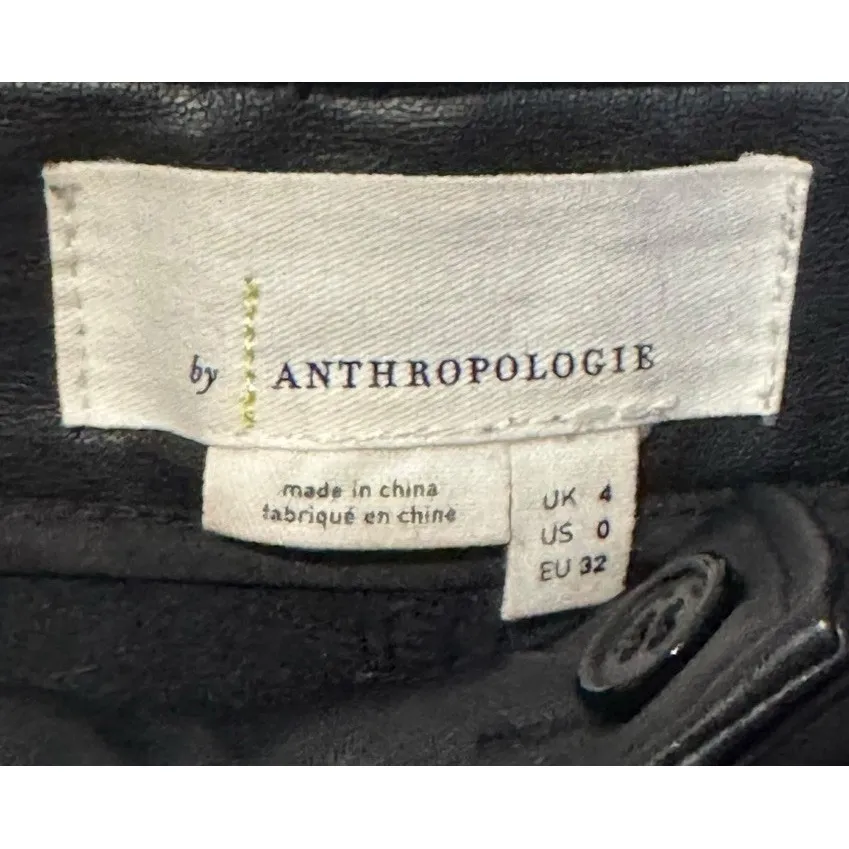 by ANTHROPOLOGIE
made in china
fabriqué en chine
UK 4
US 0
EU 32